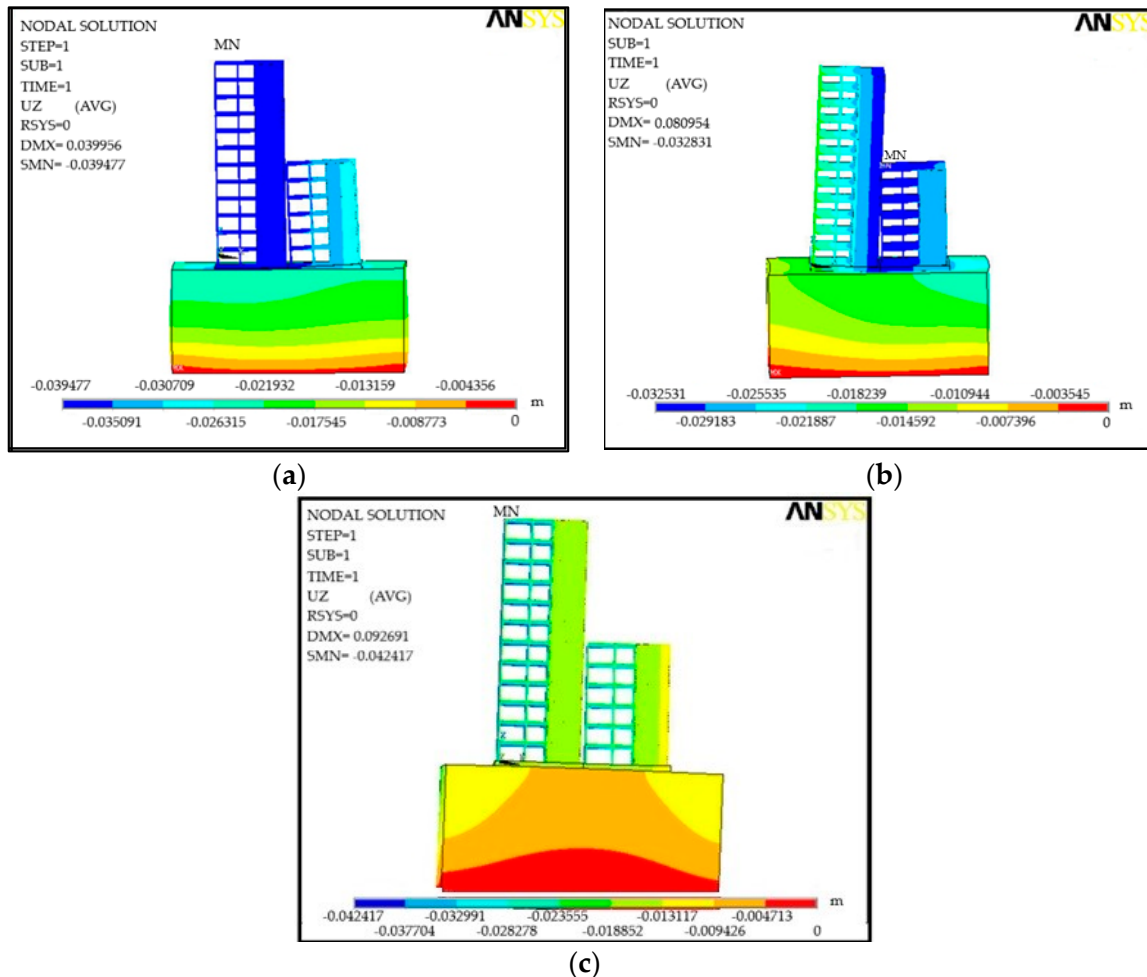 ANSYS
NODAL SOLUTION
STEP=1
SUB=1
TIME=1
UZ (AVG)
RSYS=0
DMX= 0.039956
SMN= -0.039477
MN
MX
-0.039477 -0.030709 -0.021932 -0.013159 -0.004356
m
-0.035091 -0.026315 -0.017545 -0.008773 0
(a)
ANSYS
NODAL SOLUTION
SUB=1
TIME=1
UZ (AVG)
RSYS=0
DMX= 0.080954
SMN= -0.032831
MN
MN
MX
-0.032531 -0.025535 -0.018239 -0.010944 -0.003545
m
-0.029183 -0.021887 -0.014592 -0.007396 0
(b)
ANSYS
NODAL SOLUTION
STEP=1
SUB=1
TIME=1
UZ (AVG)
RSYS=0
DMX= 0.092691
SMN= -0.042417
MN
X
-0.042417 -0.032991 -0.023555 -0.013117 -0.004713
m
-0.037704 -0.028278 -0.018852 -0.009426 0
(c)